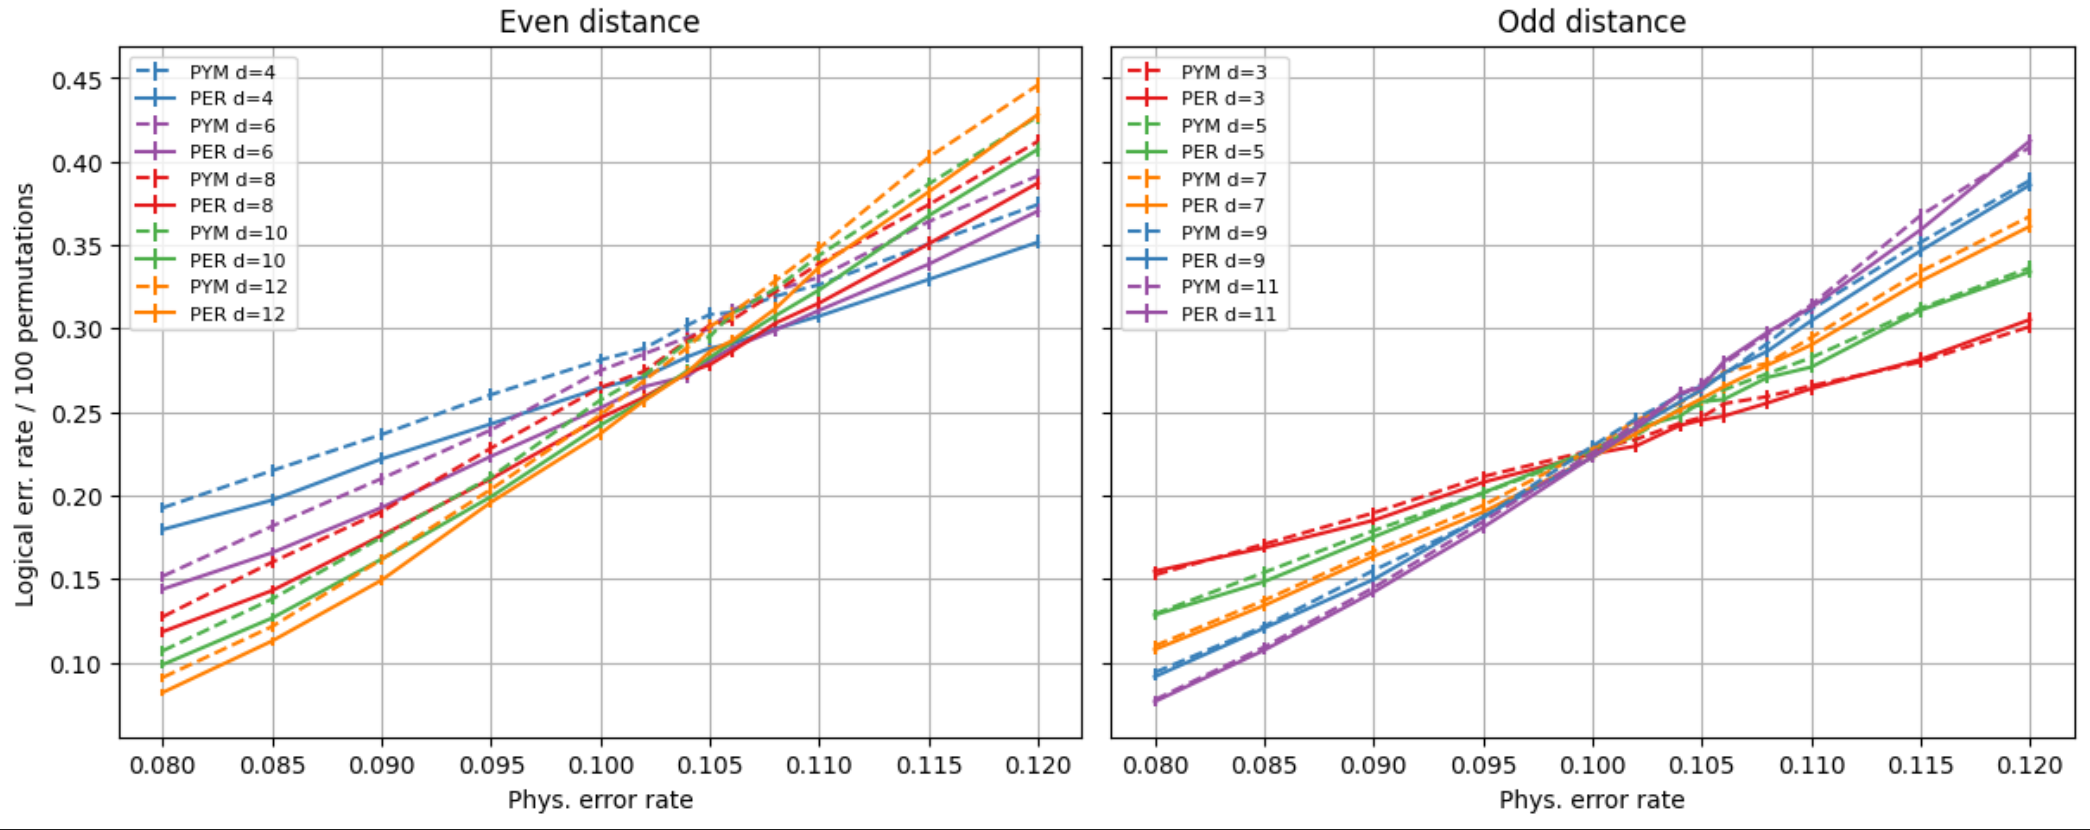 Even distance
Odd distance
Logical err. rate / 100 permutations
0.45
0.40
0.35
0.30
0.25
0.20
0.15
0.10
PYM d=4
PER d=4
PYM d=6
PER d=6
PYM d=8
PER d=8
PYM d=10
PER d=10
PYM d=12
PER d=12
PYM d=3
PER d=3
PYM d=5
PER d=5
PYM d=7
PER d=7
PYM d=9
PER d=9
PYM d=11
PER d=11
0.080 0.085 0.090 0.095 0.100 0.105 0.110 0.115 0.120
0.080 0.085 0.090 0.095 0.100 0.105 0.110 0.115 0.120
Phys. error rate
Phys. error rate